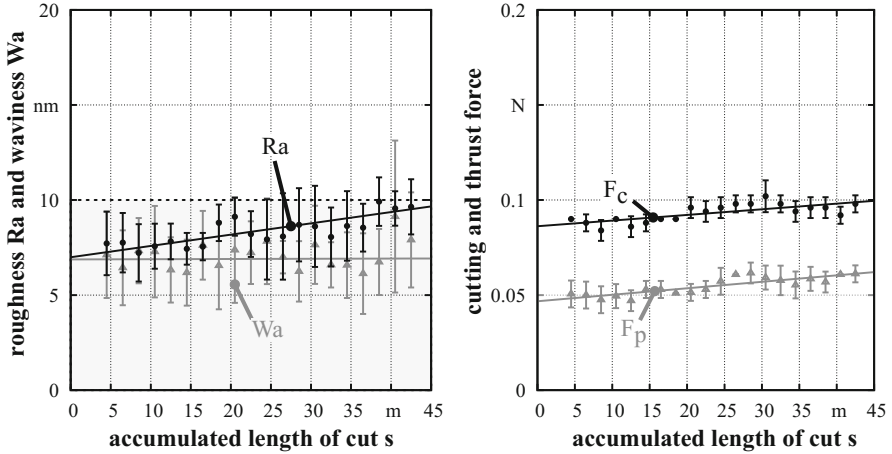 roughness Ra and waviness Wa
20
nm
10
5
0
Ra
Wa
0 5 10 15 20 25 30 35 m 45
accumulated length of cut s
cutting and thrust force
0.2
N
0.1
0.05
0
F_c
F_p
0 5 10 15 20 25 30 35 m 45
accumulated length of cut s